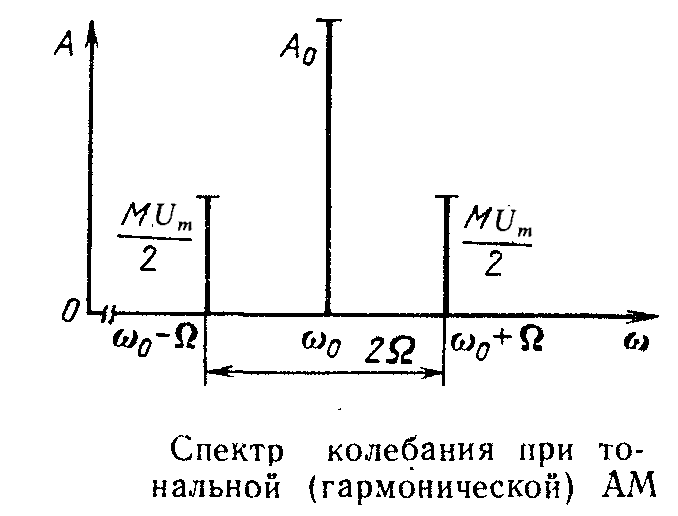 A
A₀
MUₘ
2
MUₘ
2
0
ω₀-Ω
ω₀
2Ω
ω₀+Ω
ω
Спектр колебания при то-
нальной (гармонической) АМ